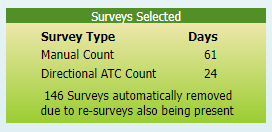 Surveys Selected
Survey Type Days
Manual Count 61
Directional ATC Count 24
146 Surveys automatically removed
due to re-surveys also being present